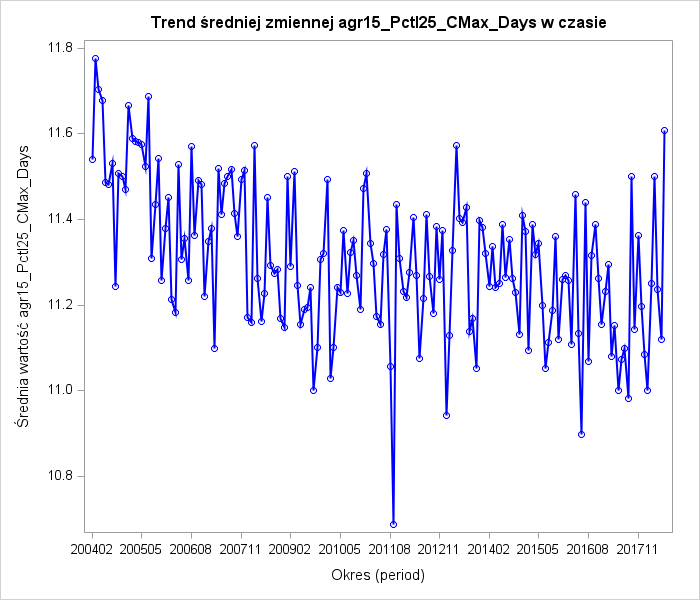 Trend średniej zmiennej agr15_Pctl25_CMax_Days w czasie
Średnia wartość agr15_Pctl25_CMax_Days
11.8
11.6
11.4
11.2
11.0
10.8
200402 200505 200608 200711 200902 201005 201108 201211 201402 201505 201608 201711
Okres (period)